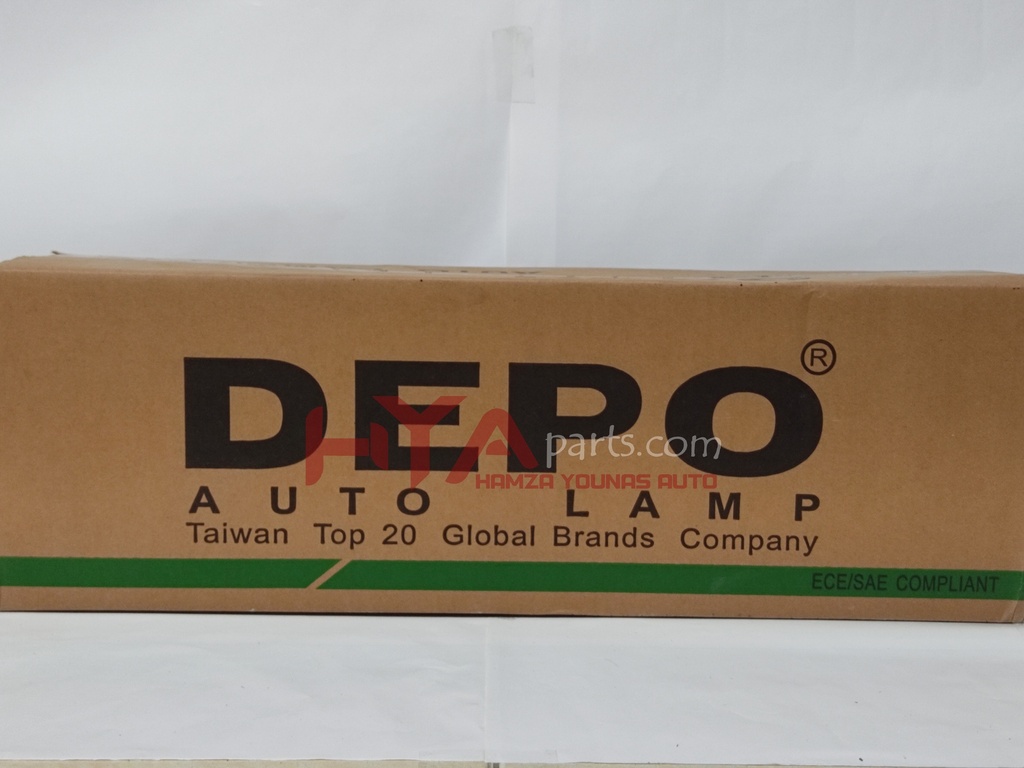 DEPO®
HYAparts.com
HAMZA YOUNAS AUTO
AUTO LAMP
Taiwan Top 20 Global Brands Company
ECE/SAE COMPLIANT